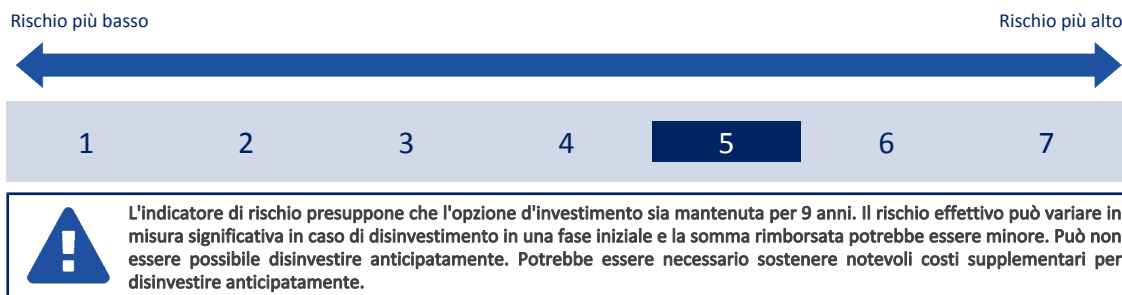 Rischio più basso Rischio più alto
1 2 3 4 5 6 7
L'indicatore di rischio presuppone che l'opzione d'investimento sia mantenuta per 9 anni. Il rischio effettivo può variare in
misura significativa in caso di disinvestimento in una fase iniziale e la somma rimborsata potrebbe essere minore. Può non
essere possibile disinvestire anticipatamente. Potrebbe essere necessario sostenere notevoli costi supplementari per
disinvestire anticipatamente.